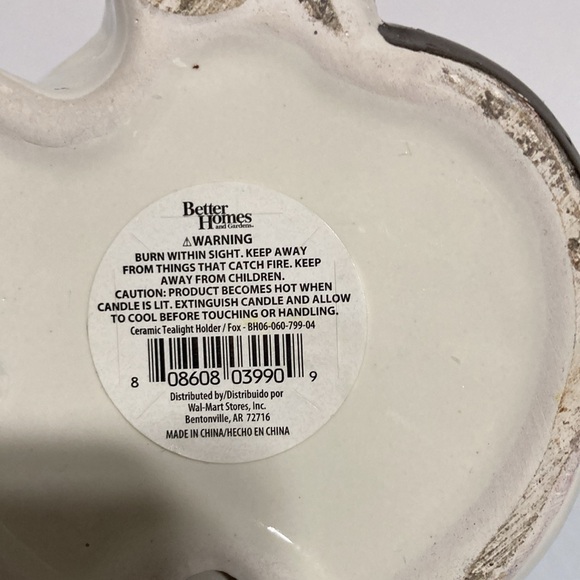 Better
Homes
and Gardens.
⚠WARNING
BURN WITHIN SIGHT. KEEP AWAY
FROM THINGS THAT CATCH FIRE. KEEP
AWAY FROM CHILDREN.
CAUTION: PRODUCT BECOMES HOT WHEN
CANDLE IS LIT. EXTINGUISH CANDLE AND ALLOW
TO COOL BEFORE TOUCHING OR HANDLING.
Ceramic Tealight Holder / Fox - BH06-060-799-04
8 08608 03990 9
Distributed by/Distribuido por
Wal-Mart Stores, Inc.
Bentonville, AR 72716
MADE IN CHINA/HECHO EN CHINA